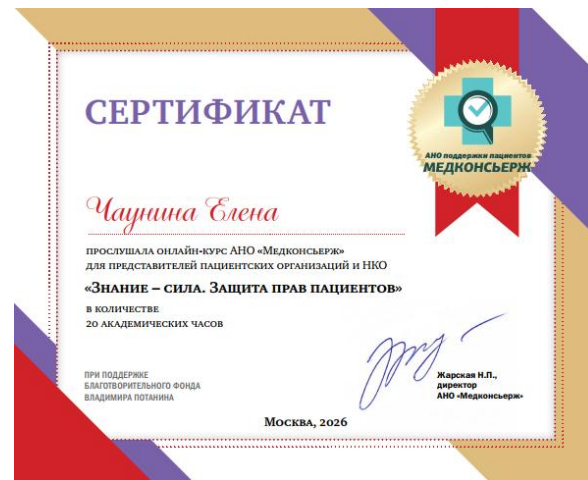 СЕРТИФИКАТ
АНО поддержки пациентов
МЕДКОНСЬЕРЖ
Чаунина Елена
прослушала онлайн-курс АНО «Медконсьерж»
для представителей пациентских организаций и НКО
«Знание – сила. Защита прав пациентов»
в количестве
20 академических часов
ПРИ ПОДДЕРЖКЕ
БЛАГОТВОРИТЕЛЬНОГО ФОНДА
ВЛАДИМИРА ПОТАНИНА
Жарская Н.П.,
директор
АНО «Медконсьерж»
Москва, 2026